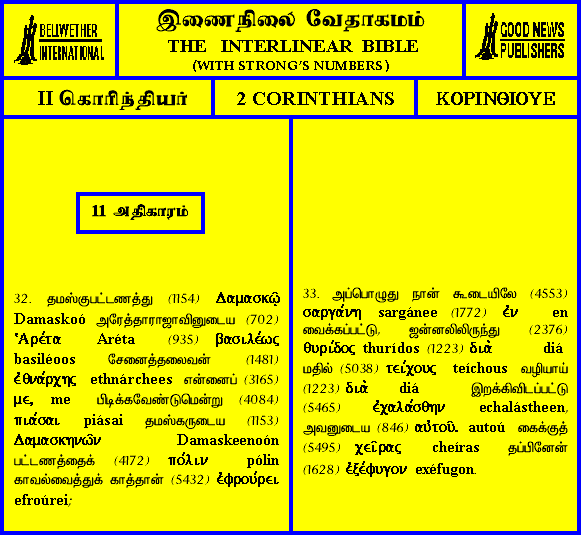 BELLWETHER
INTERNATIONAL
இணைநிலை வேதாகமம்
THE INTERLINEAR BIBLE
(WITH STRONG'S NUMBERS)
GOOD NEWS
PUBLISHERS
II கொரிந்தியர்
2 CORINTHIANS
ΚΟΡΙΝΘΙΟΥΕ
11 அதிகாரம்
32. தமஸ்குபட்டணத்து (1154) Δαμασκῷ
Damaskoó அரேத்தாராஜாவினுடைய (702)
Ἁρέτα Aréta (935) βασιλέως
basiléoos சேனைத்தலைவன் (1481)
ἐθνάρχης ethnárchees என்னைப் (3165)
με, me பிடிக்கவேண்டுமென்று (4084)
πιάσαι piásai தமஸ்கருடைய (1153)
Δαμασκηνῶν Damaskeenoón
பட்டணத்தைக் (4172) πόλιν pólin
காவல்வைத்துக் காத்தான் (5432) ἐφρούρει
efroúrei;
33. அப்பொழுது நான் கூடையிலே (4553)
σαργάνη sargánee (1772) ἐν en
வைக்கப்பட்டு, ஜன்னலிலிருந்து (2376)
θυρίδος thurídos (1223) διὰ diá
மதில் (5038) τείχους teíchous வழியாய்
(1223) διὰ diá இறக்கிவிடப்பட்டு
(5465) ἐχαλάσθην echalástheen,
அவனுடைய (846) αὐτοῦ. autoú கைக்குத்
(5495) χεῖρας cheíras தப்பினேன்
(1628) ἐξέφυγον exéfugon.